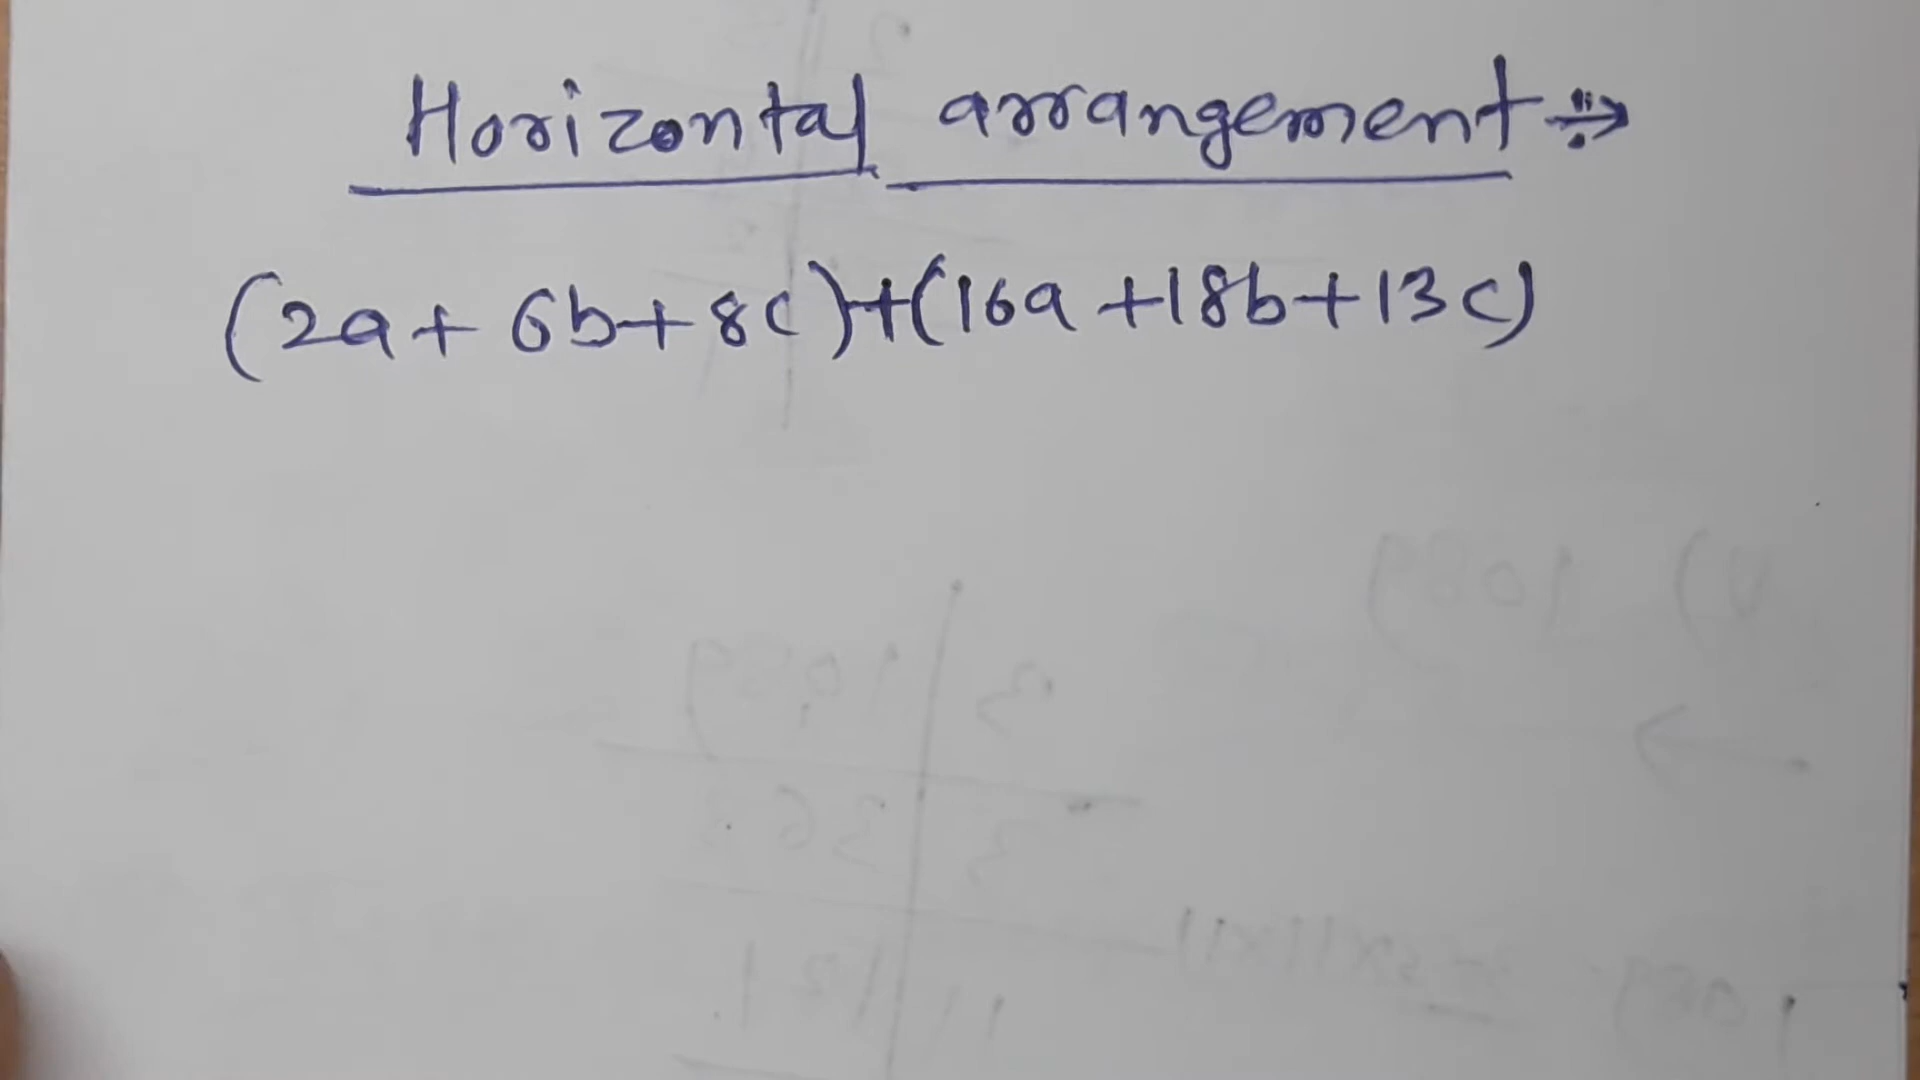 Horizontal arrangement :→
(2a + 6b + 8c) + (16a + 18b + 13c)